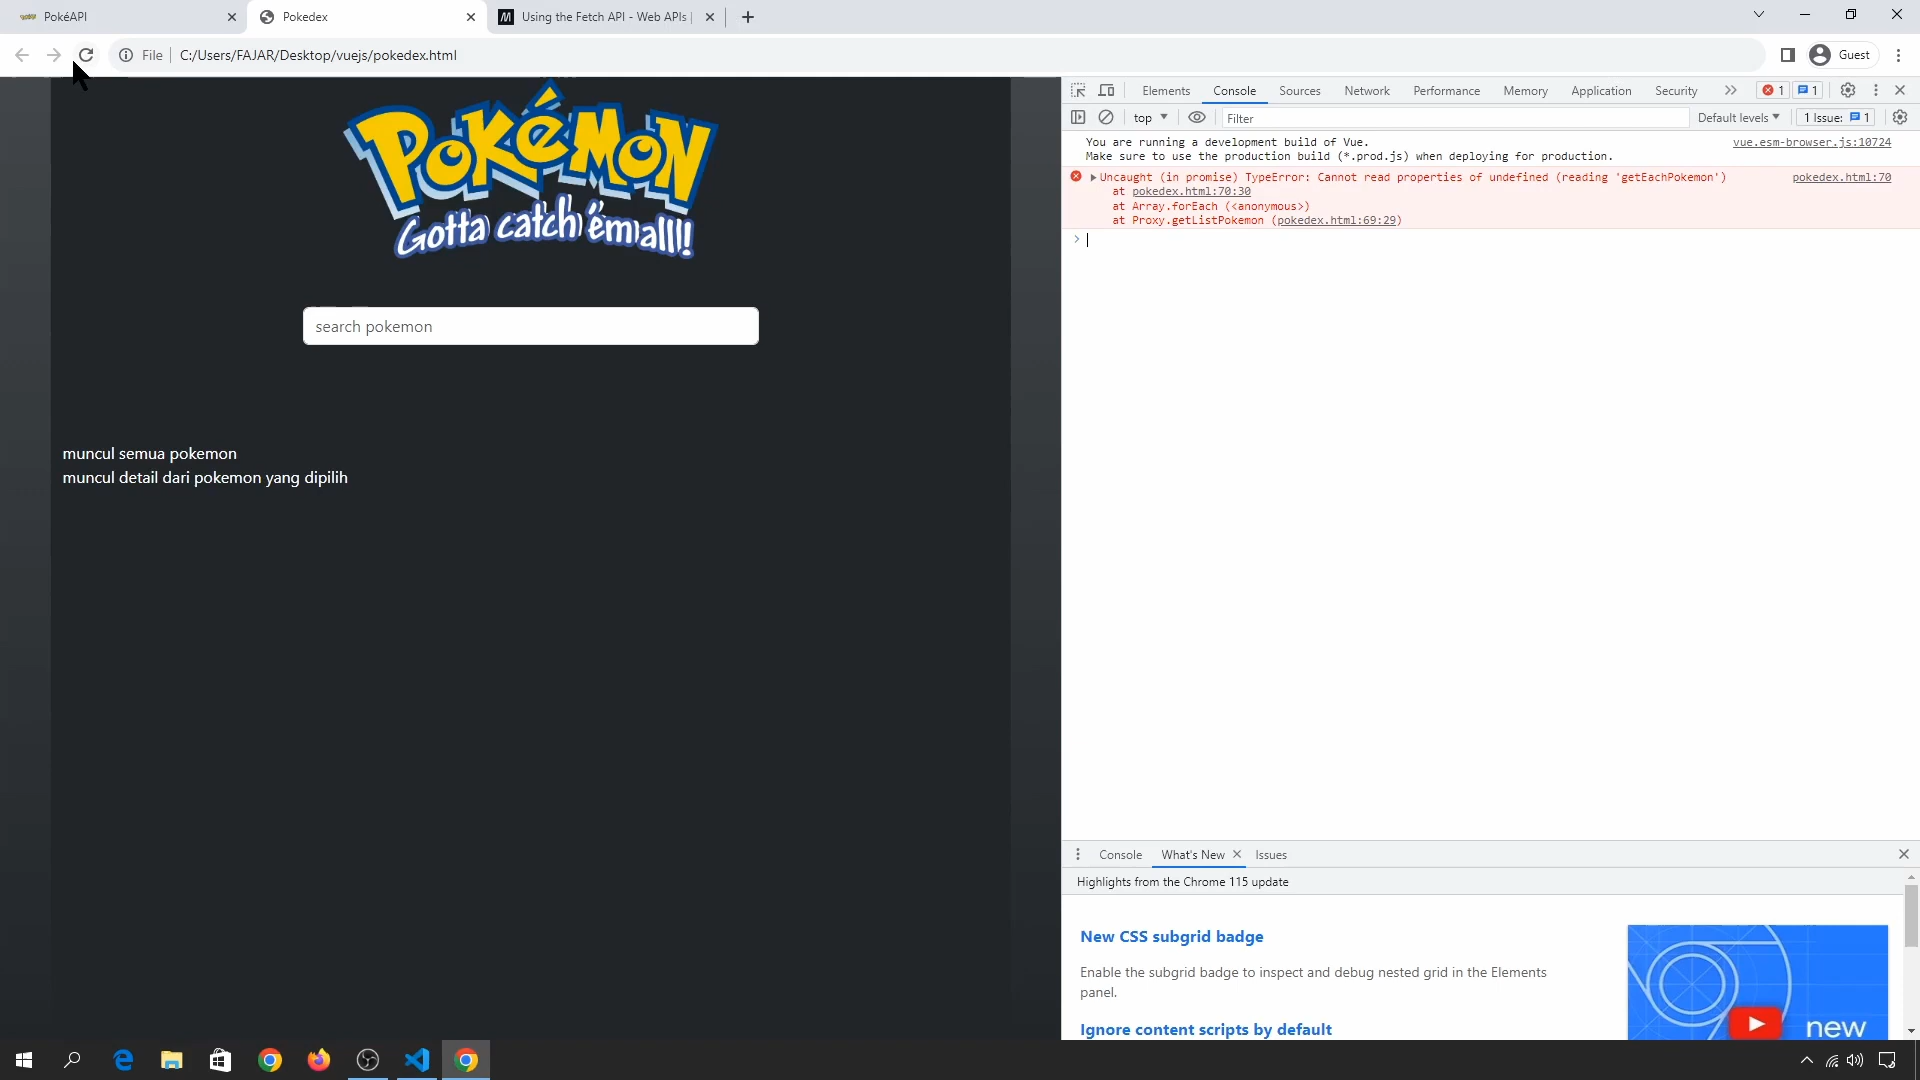 PokéAPI
Pokedex
Using the Fetch API - Web APIs |
File
C:/Users/FAJAR/Desktop/vuejs/pokedex.html
Guest
POKéMON
Gotta catch 'em all!!
search pokemon
muncul semua pokemon
muncul detail dari pokemon yang dipilih
Elements Console Sources Network Performance Memory Application Security 1 1
top Filter Default levels 1 Issue: 1
You are running a development build of Vue. vue.esm-browser.js:10724
Make sure to use the production build (*.prod.js) when deploying for production.
Uncaught (in promise) TypeError: Cannot read properties of undefined (reading 'getEachPokemon') pokedex.html:70
at pokedex.html:70:30
at Array.forEach (<anonymous>)
at Proxy.getListPokemon (pokedex.html:69:29)
Console What's New Issues
Highlights from the Chrome 115 update
New CSS subgrid badge
Enable the subgrid badge to inspect and debug nested grid in the Elements
panel.
Ignore content scripts by default
new